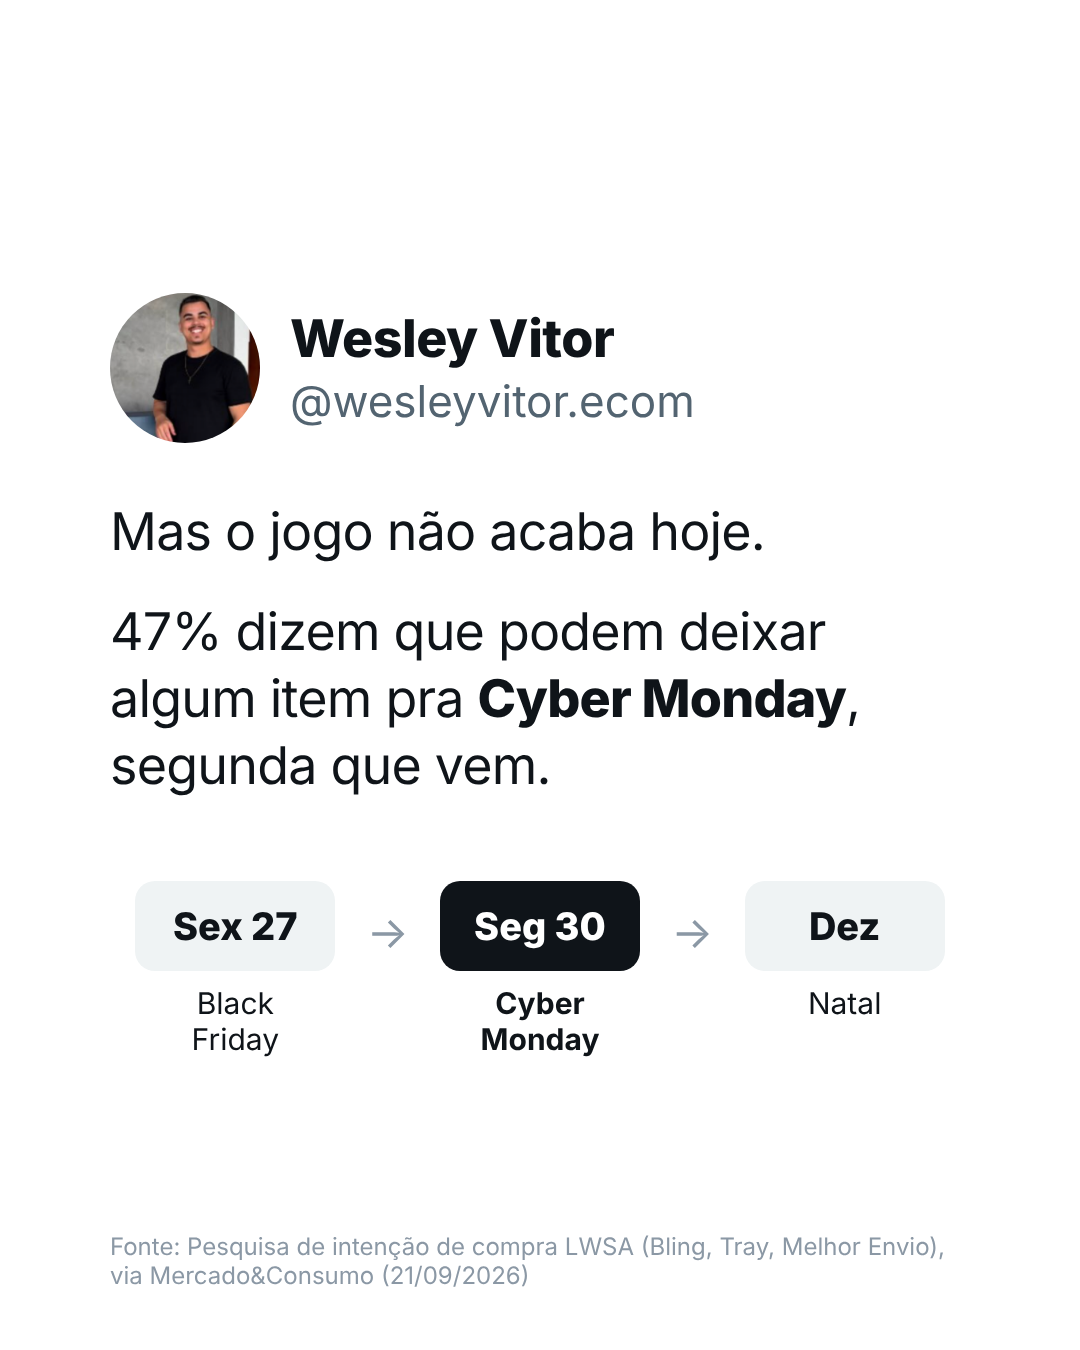 Wesley Vitor
@wesleyvitor.ecom
Mas o jogo não acaba hoje.
47% dizem que podem deixar
algum item pra Cyber Monday,
segunda que vem.
Sex 27 → Seg 30 → Dez
Black
Friday
Cyber
Monday
Natal
Fonte: Pesquisa de intenção de compra LWSA (Bling, Tray, Melhor Envio),
via Mercado&Consumo (21/09/2026)